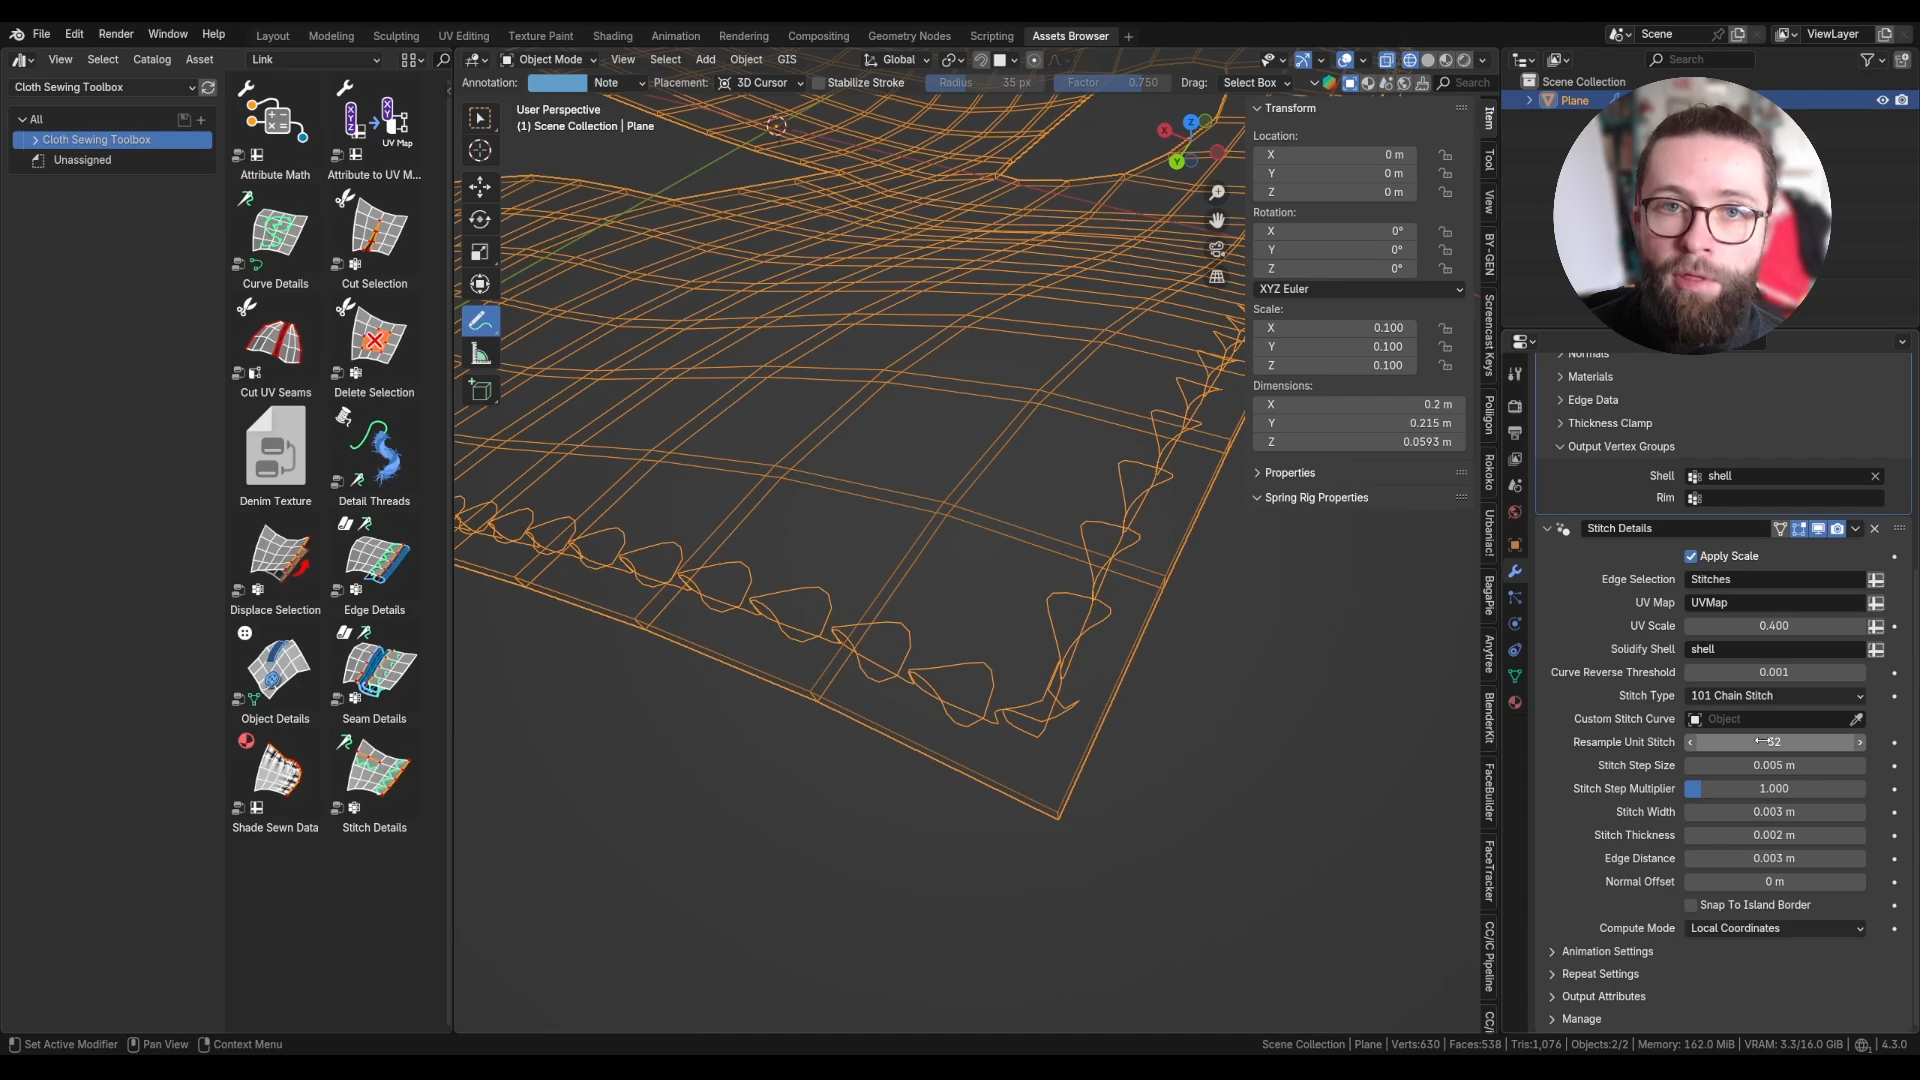 File Edit Render Window Help
Layout Modeling Sculpting UV Editing Texture Paint Shading Animation Rendering Compositing Geometry Nodes Scripting Assets Browser
Scene
ViewLayer
View Select Catalog Asset
Link
Object Mode View Select Add Object GIS
Global
Search
Cloth Sewing Toolbox
All
Cloth Sewing Toolbox
Unassigned
Annotation: Note Placement: 3D Cursor Stabilize Stroke Radius 35 px Factor 0.750 Drag: Select Box
Search
Scene Collection
Plane
UV Map
Attribute Math
Attribute to UV M...
Curve Details
Cut Selection
Cut UV Seams
Delete Selection
Denim Texture
Detail Threads
Displace Selection
Edge Details
Object Details
Seam Details
Shade Sewn Data
Stitch Details
User Perspective
(1) Scene Collection | Plane
X
Y
Z
Transform
Location:
X 0 m
Y 0 m
Z 0 m
Rotation:
X 0°
Y 0°
Z 0°
XYZ Euler
Scale:
X 0.100
Y 0.100
Z 0.100
Dimensions:
X 0.2 m
Y 0.215 m
Z 0.0593 m
Properties
Spring Rig Properties
Item
Tool
View
BY-GEN
Screencast Keys
Poliigon
Rokoko
Urbaniac!
BagaPie
Anytree
BlenderKit
FaceBuilder
FaceTracker
CC/iC Pipeline
CC/i
Normals
Materials
Edge Data
Thickness Clamp
Output Vertex Groups
Shell shell
Rim
Stitch Details
Apply Scale
Edge Selection Stitches
UV Map UVMap
UV Scale 0.400
Solidify Shell shell
Curve Reverse Threshold 0.001
Stitch Type 101 Chain Stitch
Custom Stitch Curve Object
Resample Unit Stitch
Stitch Step Size 0.005 m
Stitch Step Multiplier 1.000
Stitch Width 0.003 m
Stitch Thickness 0.002 m
Edge Distance 0.003 m
Normal Offset 0 m
Snap To Island Border
Compute Mode Local Coordinates
Animation Settings
Repeat Settings
Output Attributes
Manage
Set Active Modifier Pan View Context Menu
Scene Collection | Plane | Verts:630 | Faces:538 | Tris:1,076 | Objects:2/2 | Memory: 162.0 MiB | VRAM: 3.3/16.0 GiB | 4.3.0